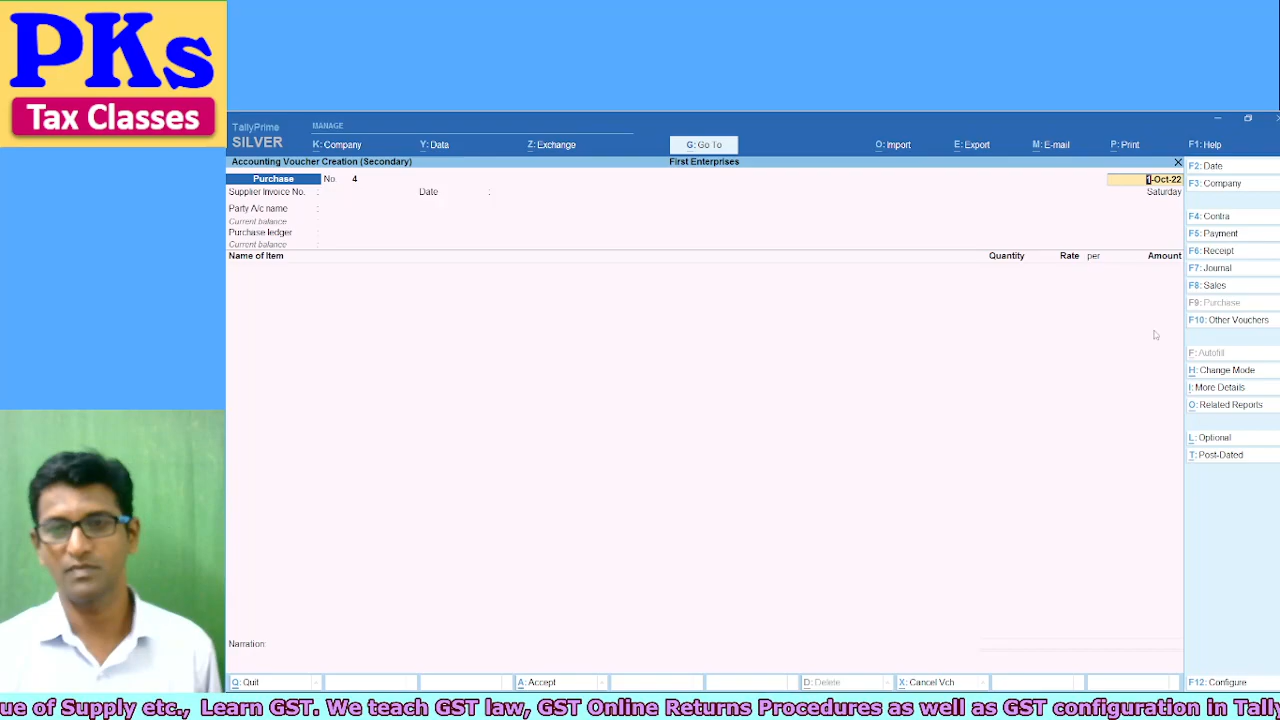 PKs
Tax Classes
TallyPrime
SILVER
MANAGE
K: Company
Y: Data
Z: Exchange
G: Go To
O: Import
E: Export
M: E-mail
P: Print
F1: Help
Accounting Voucher Creation (Secondary)
First Enterprises
Purchase No 4
1-Oct-22
Supplier Invoice No. :
Date :
Saturday
Party A/c name :
Current balance
Purchase ledger :
Current balance :
Name of Item
Quantity
Rate per
Amount
F2: Date
F3: Company
F4: Contra
F5: Payment
F6: Receipt
F7: Journal
F8: Sales
F9: Purchase
F10: Other Vouchers
F: Autofill
H: Change Mode
I: More Details
O: Related Reports
L: Optional
T: Post-Dated
Narration:
Q: Quit
A: Accept
D: Delete
X: Cancel Vch
F12: Configure
ue of Supply etc., Learn GST. We teach GST law, GST Online Returns Procedures as well as GST configuration in Tally